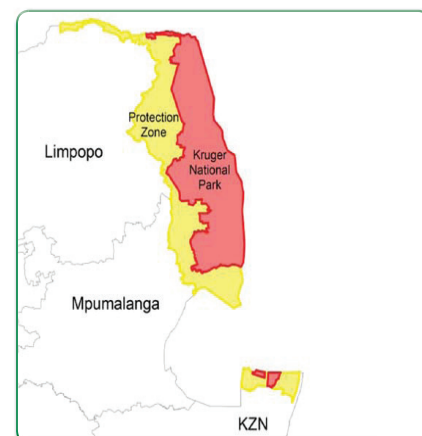 Protection
Zone
Limpopo
Kruger
National
Park
Mpumalanga
KZN